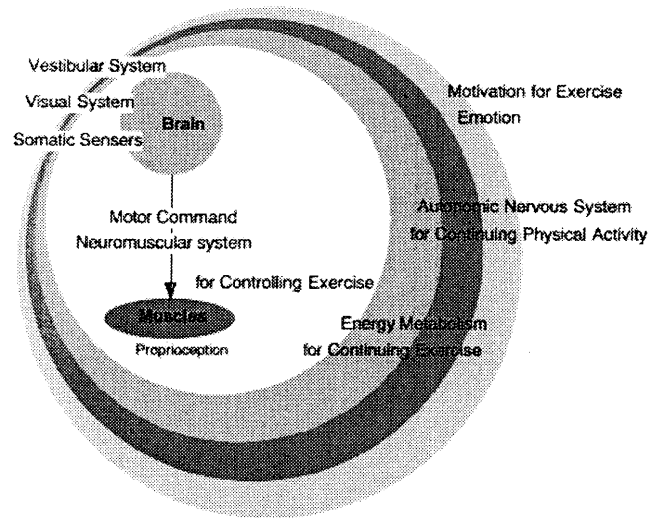 Vestibular System
Visual System
Somatic Sensers
Brain
Motor Command
Neuromuscular system
for Controlling Exercise
Muscles
Proprioception
Motivation for Exercise
Emotion
Autonomic Nervous System
for Continuing Physical Activity
Energy Metabolism
for Continuing Exercise